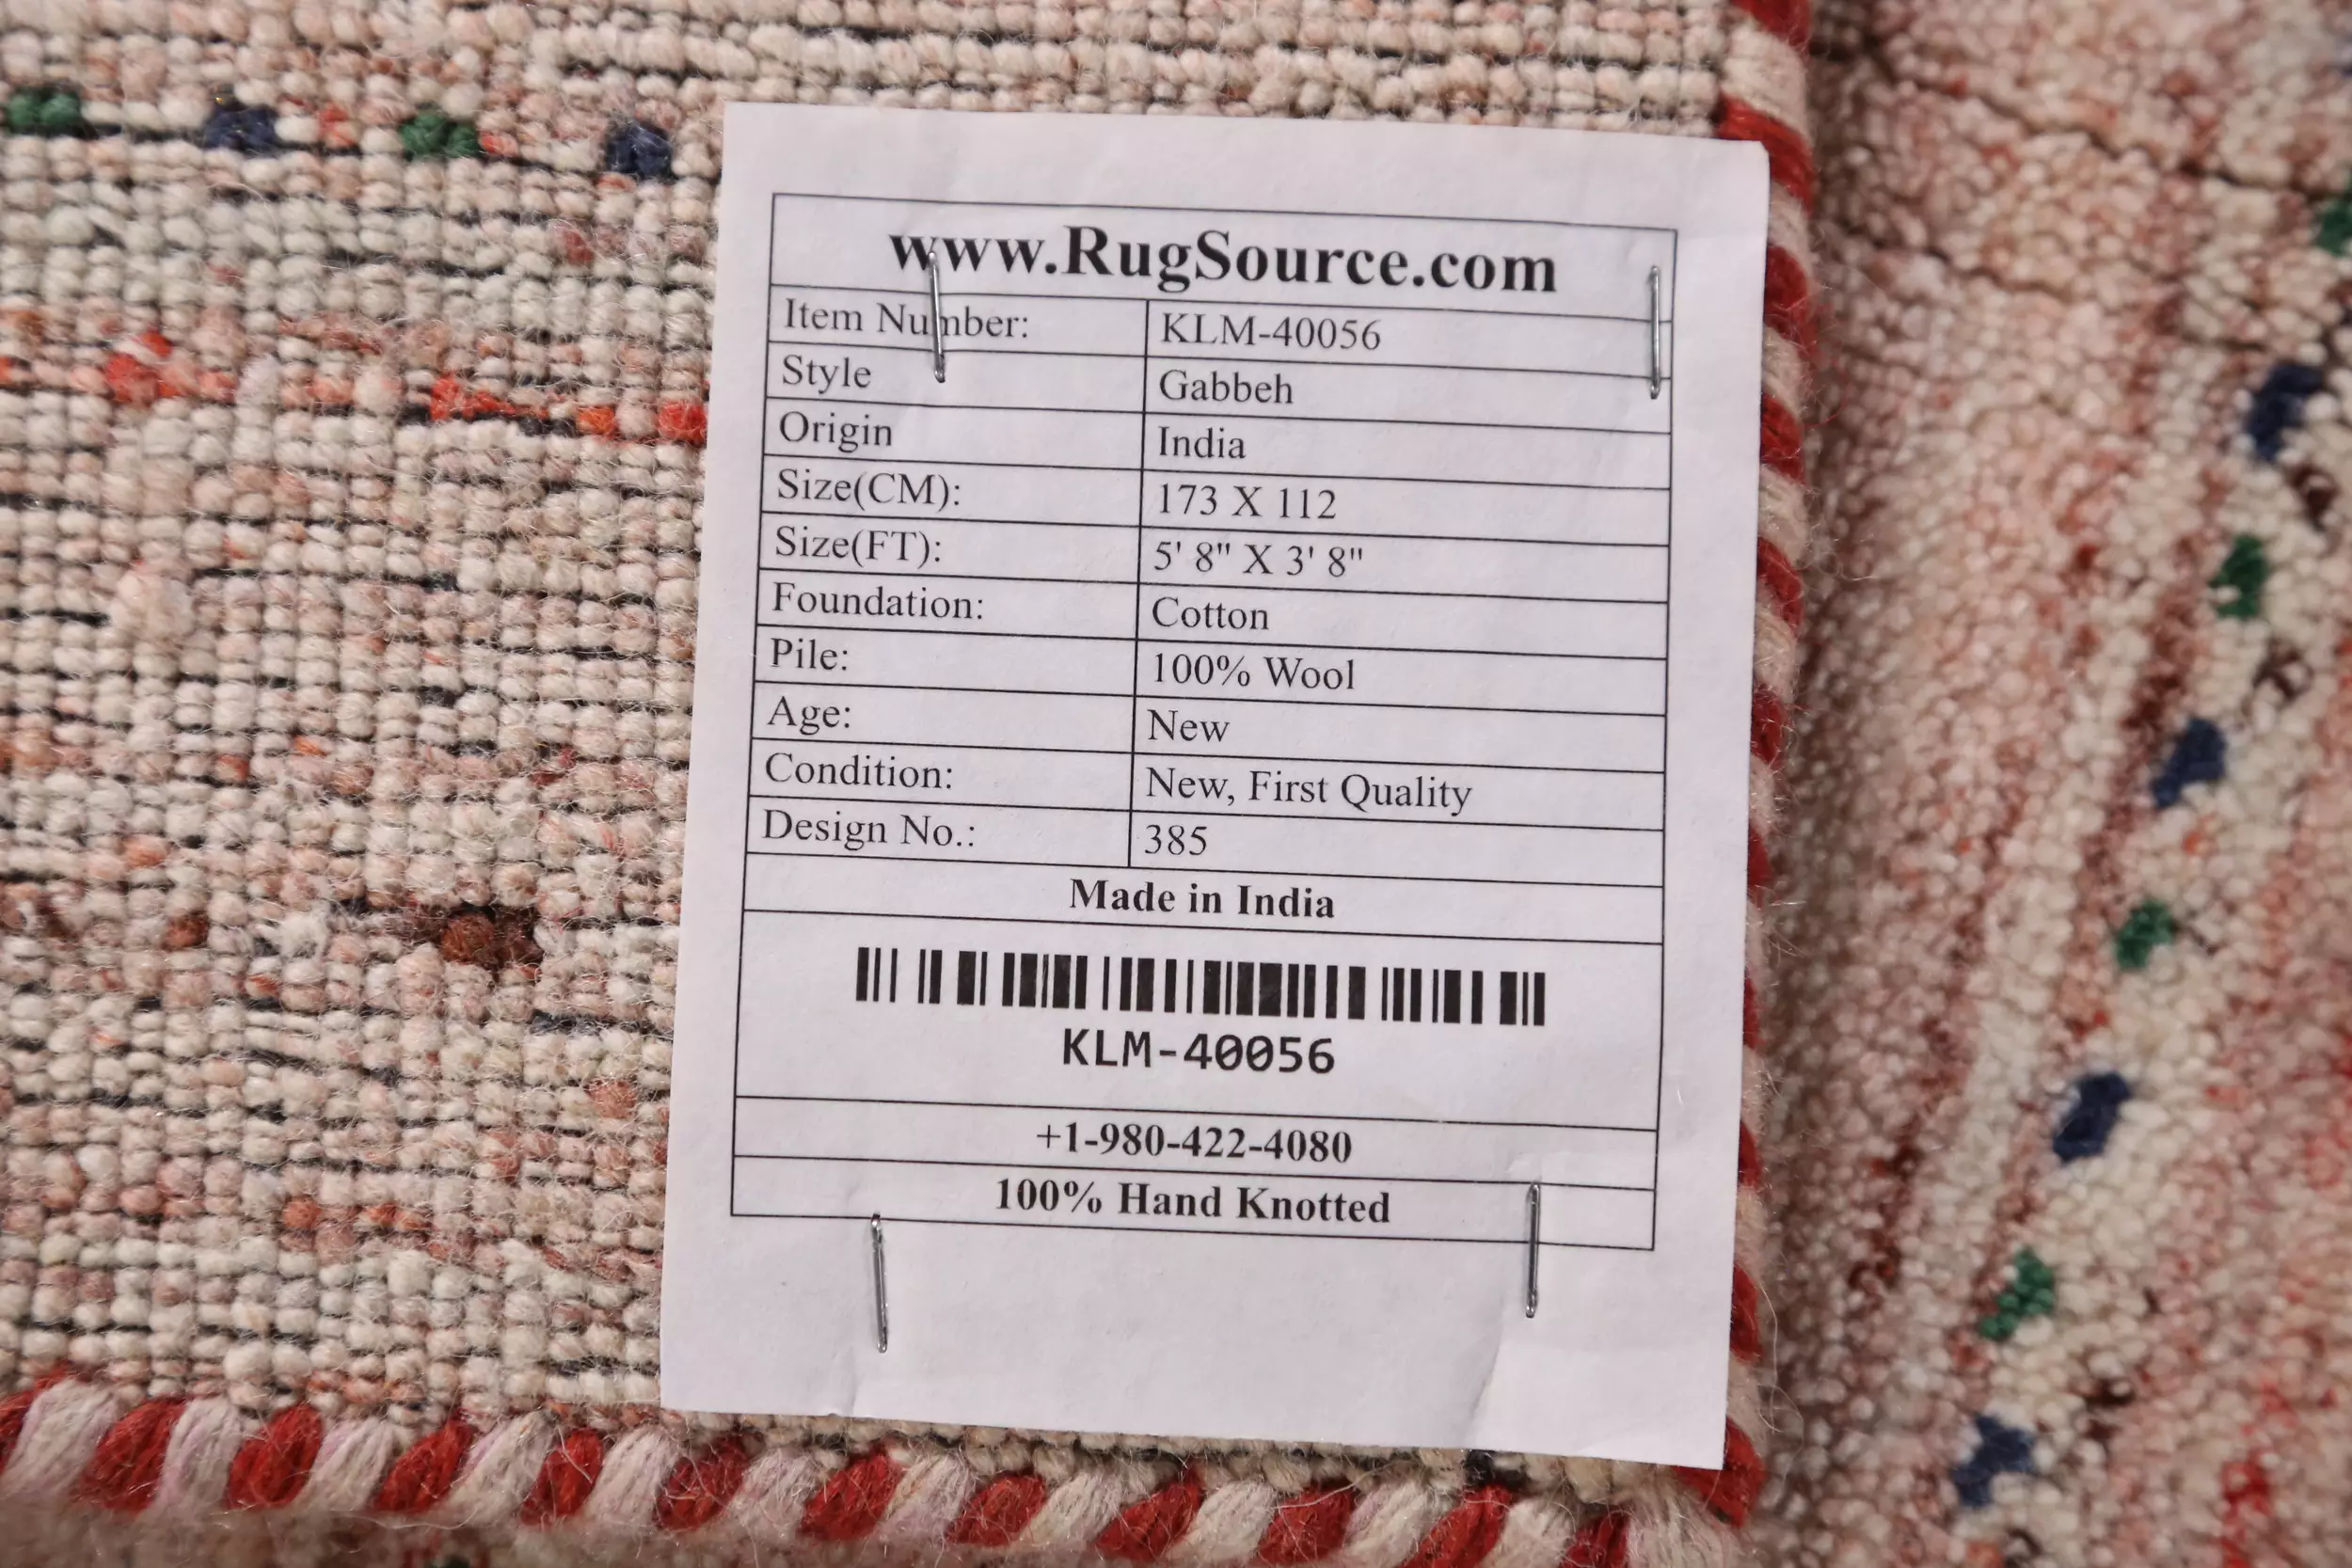 www.RugSource.com
Item Number: KLM-40056
Style Gabbeh
Origin India
Size(CM): 173 X 112
Size(FT): 5' 8" X 3' 8"
Foundation: Cotton
Pile: 100% Wool
Age: New
Condition: New, First Quality
Design No.: 385
Made in India
KLM-40056
+1-980-422-4080
100% Hand Knotted